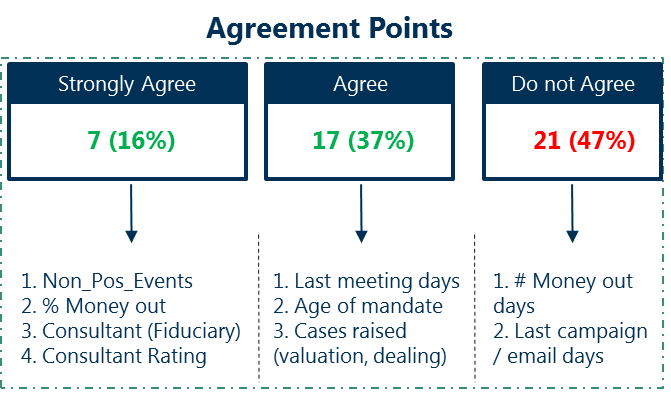 Agreement Points
Strongly Agree
7 (16%)
Agree
17 (37%)
Do not Agree
21 (47%)
1. Non_Pos_Events
2. % Money out
3. Consultant (Fiduciary)
4. Consultant Rating
1. Last meeting days
2. Age of mandate
3. Cases raised
(valuation, dealing)
1. # Money out
days
2. Last campaign
/ email days